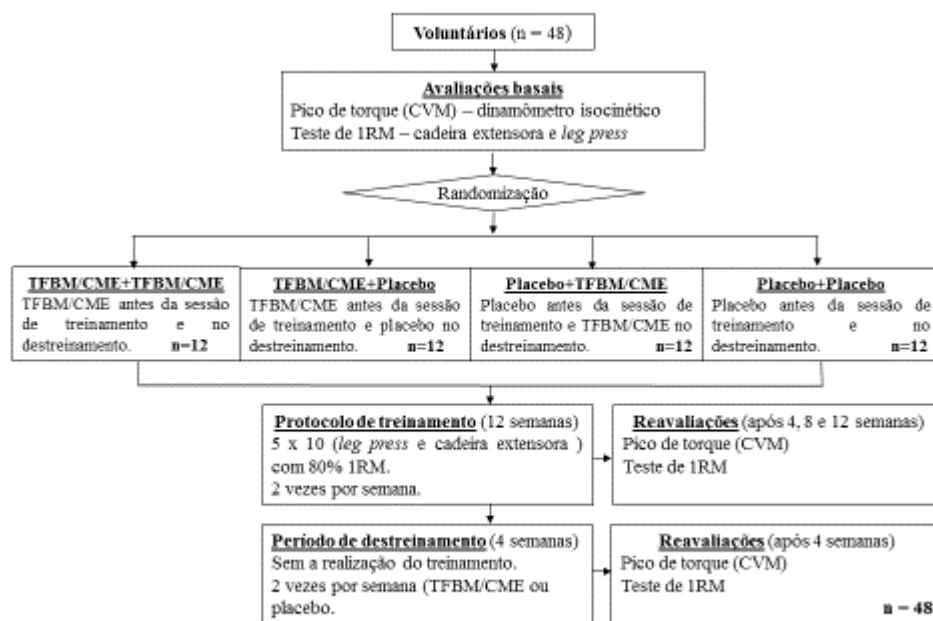 Voluntários (n = 48)
Avaliações basais
Pico de torque (CVM) – dinamômetro isocinético
Teste de 1RM – cadeira extensora e leg press
Randomização
TFBM/CME+TFBM/CME
TFBM/CME antes da sessão
de treinamento e no
destreinamento. n=12
TFBM/CME+Placebo
TFBM/CME antes da sessão
de treinamento e placebo no
destreinamento. n=12
Placebo+TFBM/CME
Placebo antes da sessão de
treinamento e TFBM/CME no
destreinamento. n=12
Placebo+Placebo
Placebo antes da sessão de
treinamento e no
destreinamento. n=12
Protocolo de treinamento (12 semanas)
5 x 10 (leg press e cadeira extensora )
com 80% 1RM.
2 vezes por semana.
Reavaliações (após 4, 8 e 12 semanas)
Pico de torque (CVM)
Teste de 1RM
Período de destreinamento (4 semanas)
Sem a realização do treinamento.
2 vezes por semana (TFBM/CME ou
placebo.
Reavaliações (após 4 semanas)
Pico de torque (CVM)
Teste de 1RM
n = 48